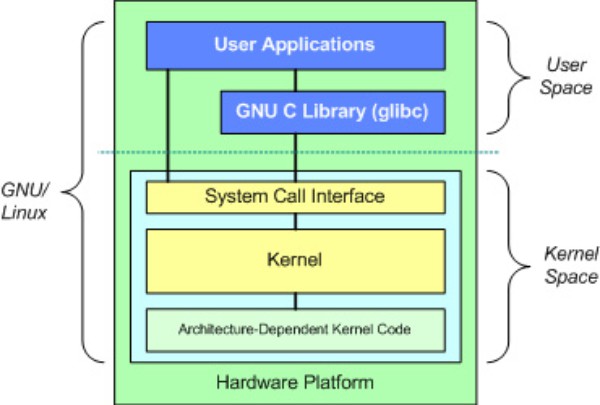 User Applications
User
Space
GNU C Library (glibc)
GNU/
Linux
System Call Interface
Kernel
Kernel
Space
Architecture-Dependent Kernel Code
Hardware Platform